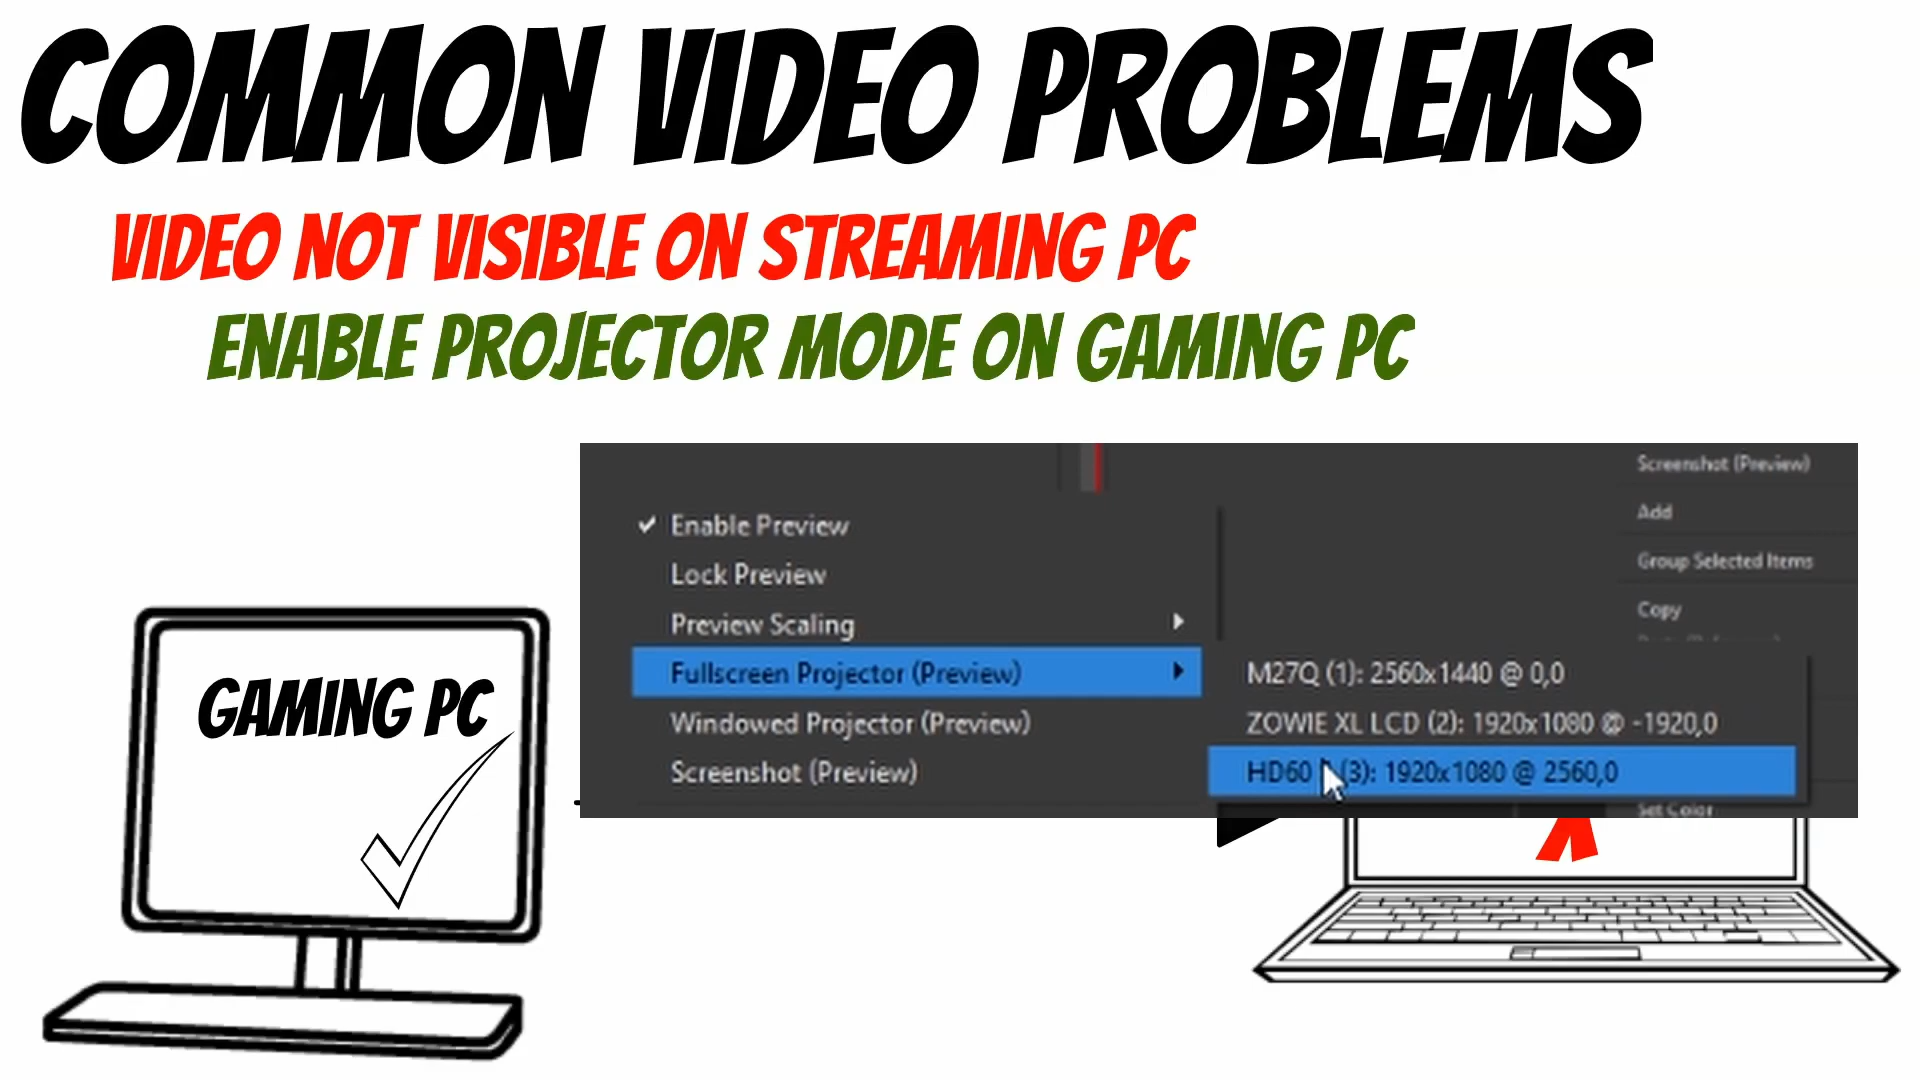 COMMON VIDEO PROBLEMS
VIDEO NOT VISIBLE ON STREAMING PC
ENABLE PROJECTOR MODE ON GAMING PC
Screenshot (Preview)
Enable Preview
Add
Lock Preview
Group Selected Items
Preview Scaling
Copy
Fullscreen Projector (Preview)
M27Q (1): 2560x1440 @ 0,0
Windowed Projector (Preview)
ZOWIE XL LCD (2): 1920x1080 @ -1920,0
Screenshot (Preview)
HD60 (3): 1920x1080 @ 2560,0
Set Color
GAMING PC